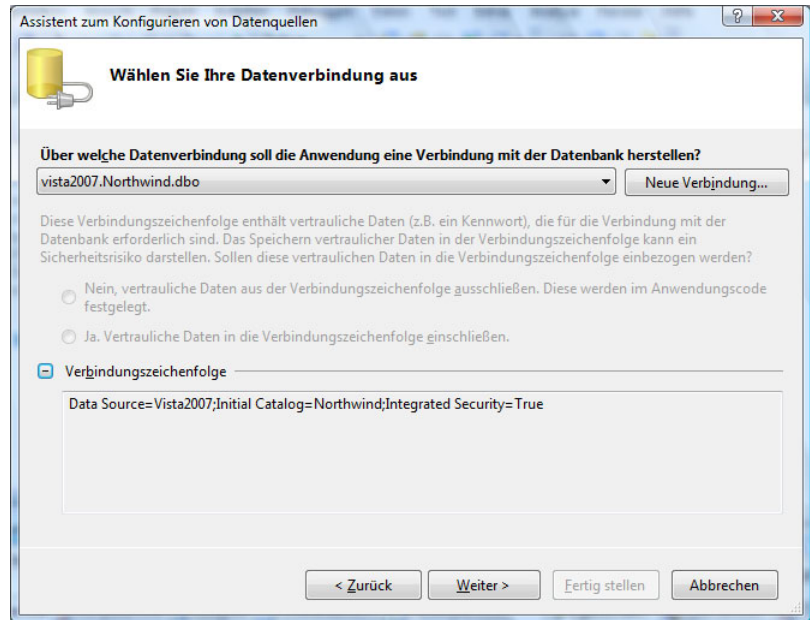 Assistent zum Konfigurieren von Datenquellen
Wählen Sie Ihre Datenverbindung aus
Über welche Datenverbindung soll die Anwendung eine Verbindung mit der Datenbank herstellen?
vista2007.Northwind.dbo
Neue Verbindung...
Diese Verbindungszeichenfolge enthält vertrauliche Daten (z.B. ein Kennwort), die für die Verbindung mit der
Datenbank erforderlich sind. Das Speichern vertraulicher Daten in der Verbindungszeichenfolge kann ein
Sicherheitsrisiko darstellen. Sollen diese vertraulichen Daten in die Verbindungszeichenfolge einbezogen werden?
Nein, vertrauliche Daten aus der Verbindungszeichenfolge ausschließen. Diese werden im Anwendungscode
festgelegt.
Ja. Vertrauliche Daten in die Verbindungszeichenfolge einschließen.
Verbindungszeichenfolge
Data Source=Vista2007;Initial Catalog=Northwind;Integrated Security=True
< Zurück
Weiter >
Fertig stellen
Abbrechen